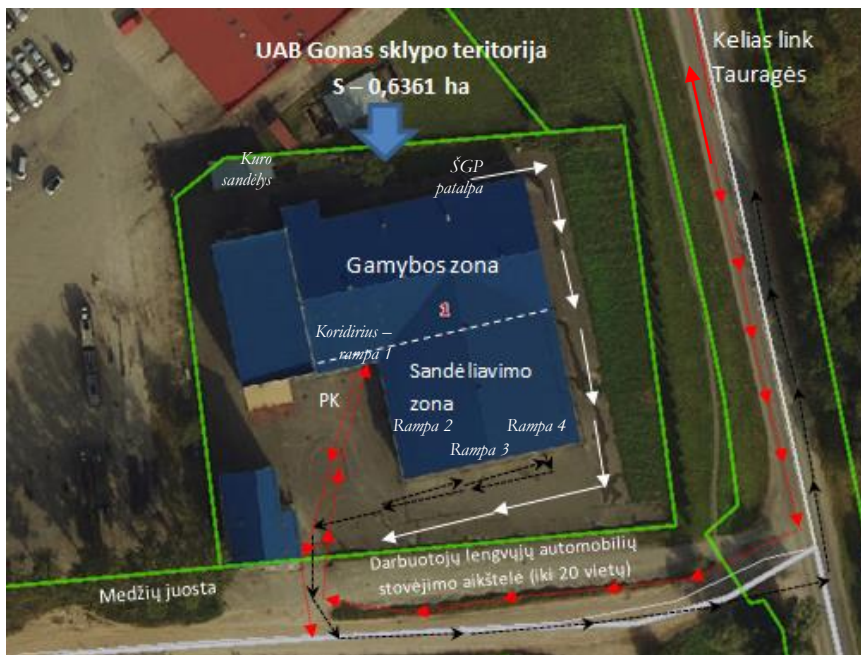 UAB Gonas sklypo teritorija
S – 0,6361 ha
Kelias link
Tauragės
Kuro
sandėlys
ŠGP
patalpa
Gamybos zona
1
Koridirius –
rampa 1
Sandėliavimo
zona
PK
Rampa 2
Rampa 4
Rampa 3
Darbuotojų lengvųjų automobilių
stovėjimo aikštelė (iki 20 vietų)
Medžių juosta